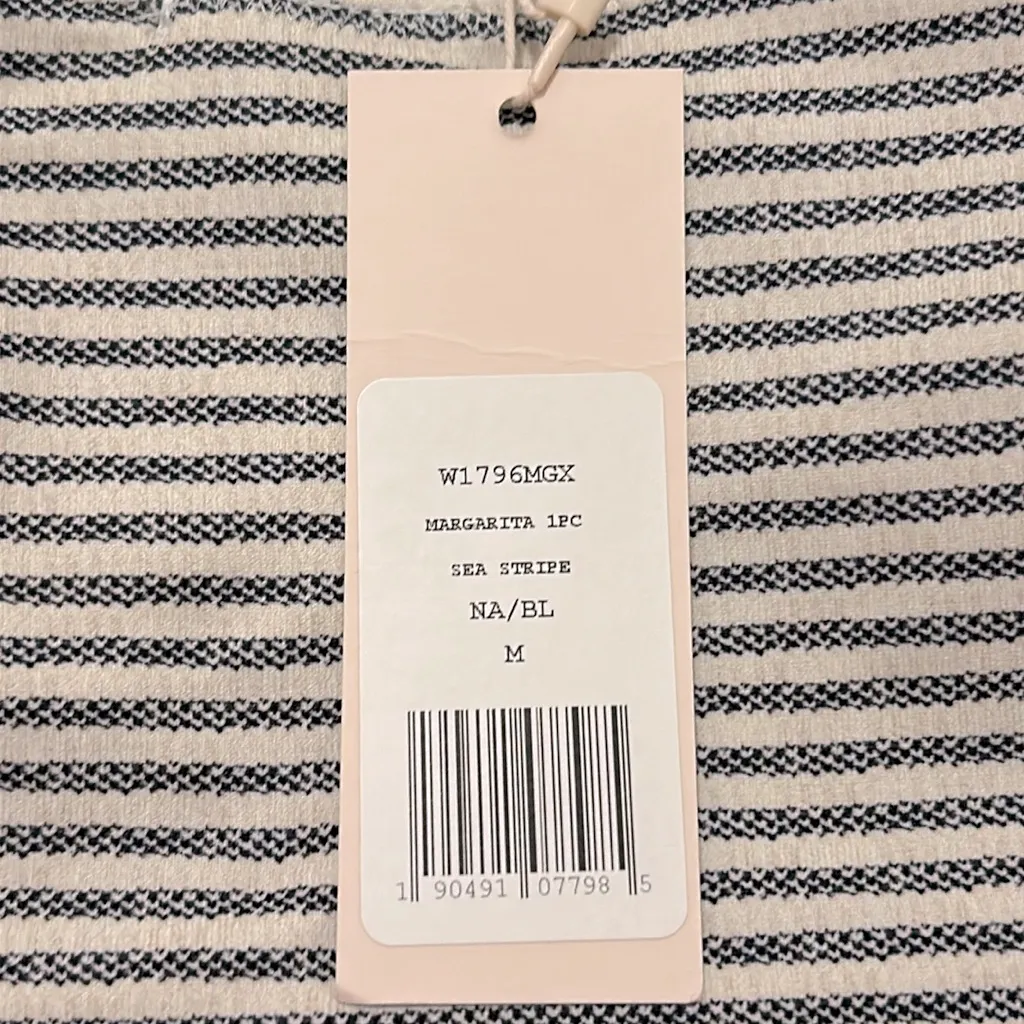 W1796MGX
MARGARITA 1PC
SEA STRIPE
NA/BL
M
1 90491 07798 5